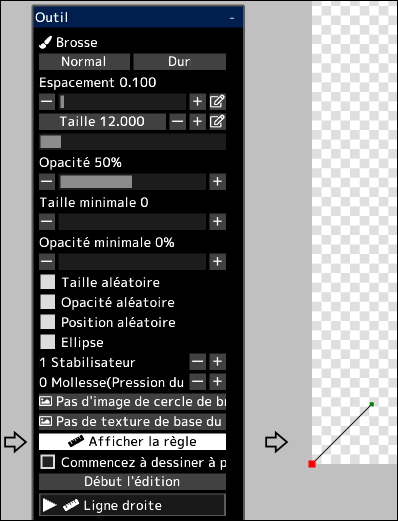 Outil -
Brosse
Normal Dur
Espacement 0.100
Taille 12.000
Opacité 50%
Taille minimale 0
Opacité minimale 0%
Taille aléatoire
Opacité aléatoire
Position aléatoire
Ellipse
1 Stabilisateur
0 Mollesse(Pression du
Pas d'image de cercle de br
Pas de texture de base du
Afficher la règle
Commencez à dessiner à p
Début l'édition
Ligne droite